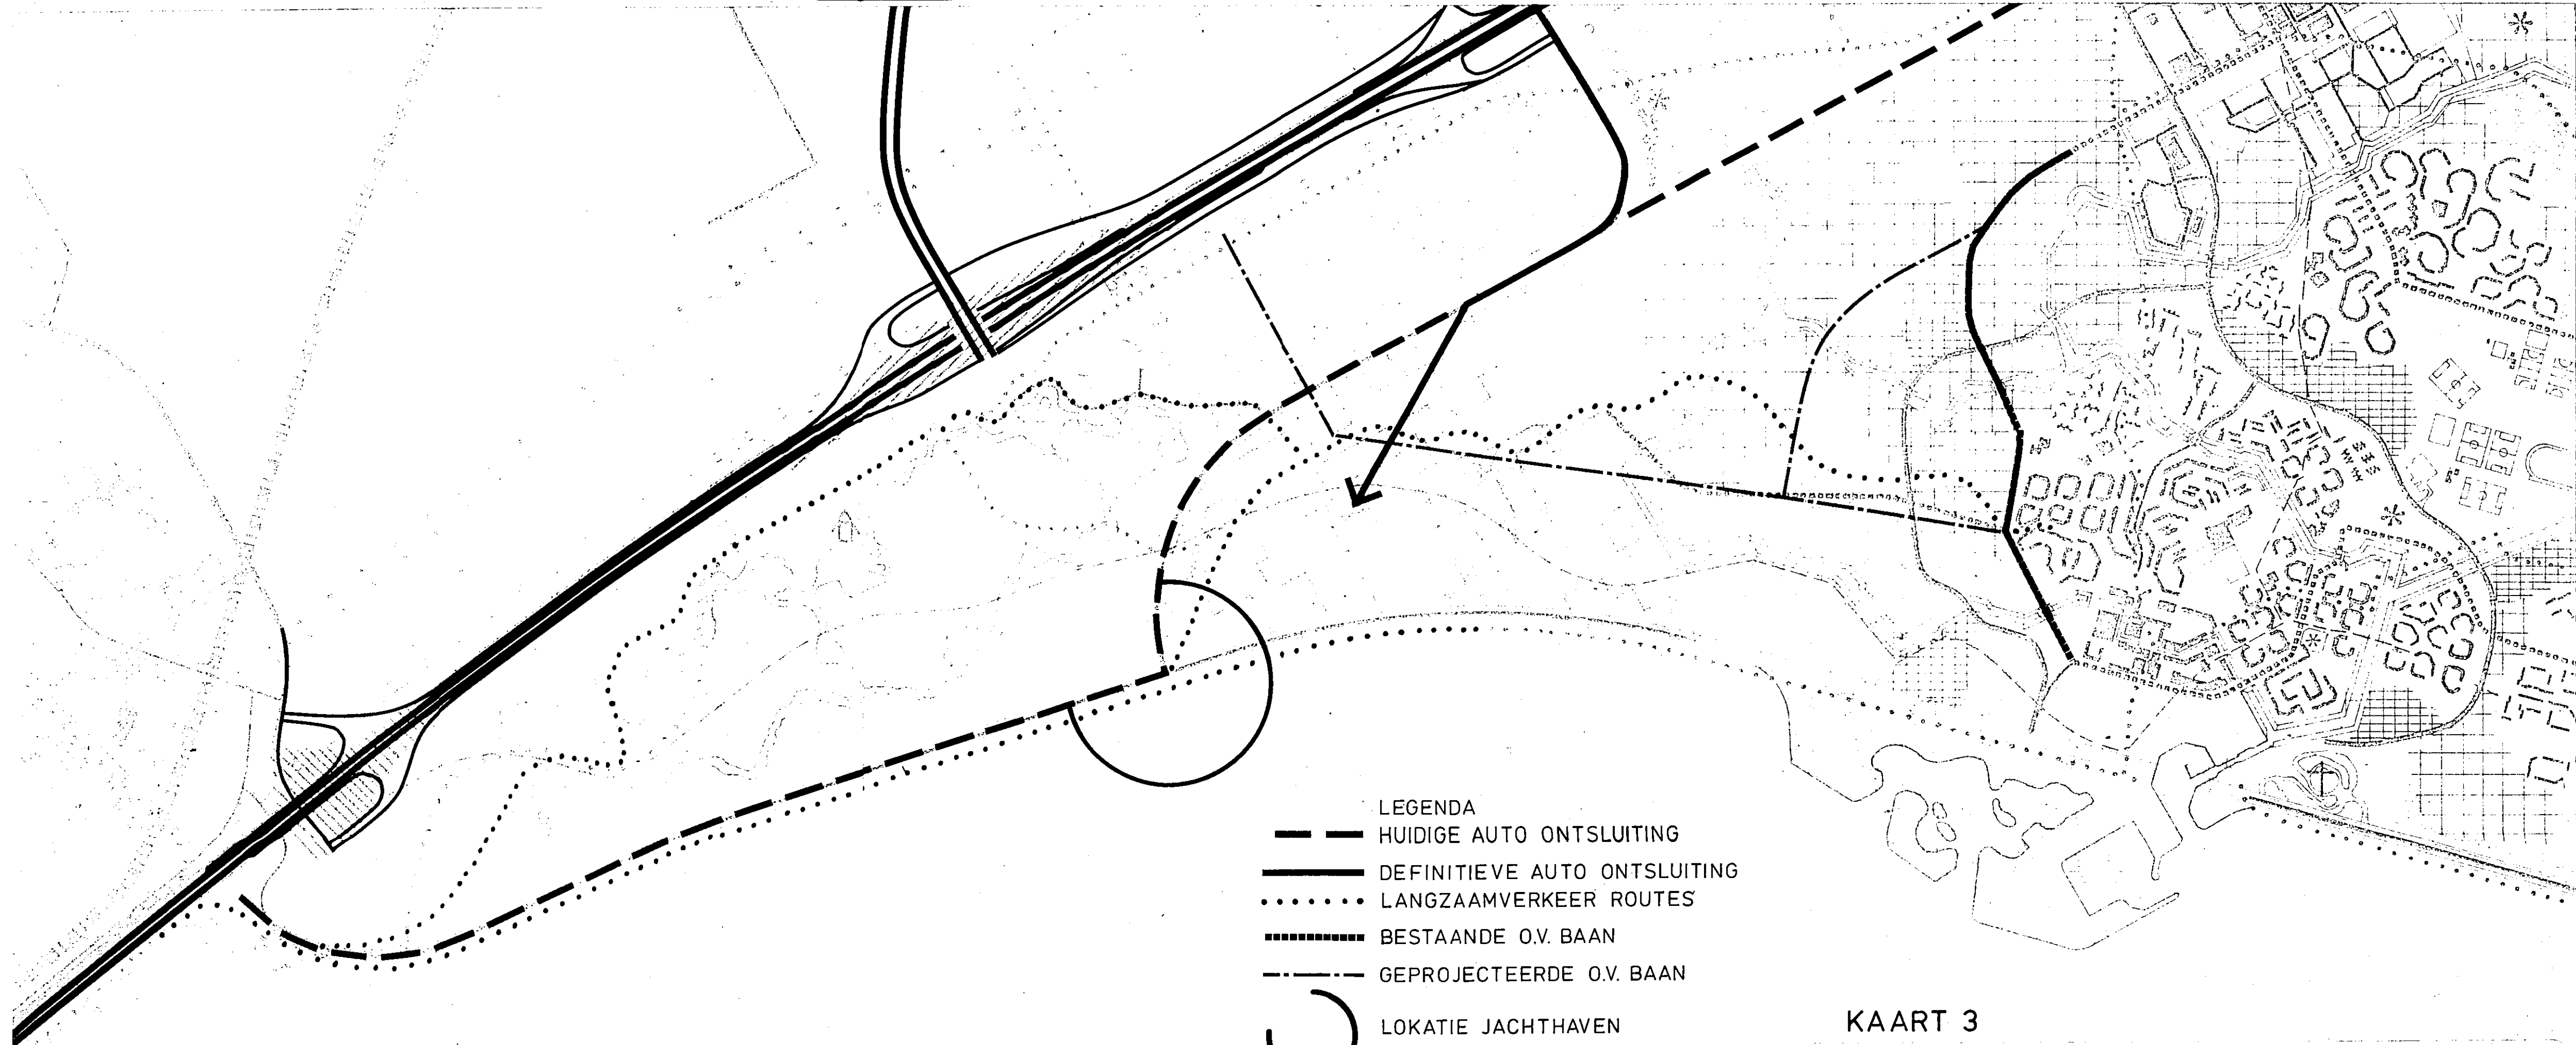 LEGENDA
HUIDIGE AUTO ONTSLUITING
DEFINITIEVE AUTO ONTSLUITING
LANGZAAMVERKEER ROUTES
BESTAANDE O.V. BAAN
GEPROJECTEERDE O.V. BAAN
LOKATIE JACHTHAVEN
KAART 3